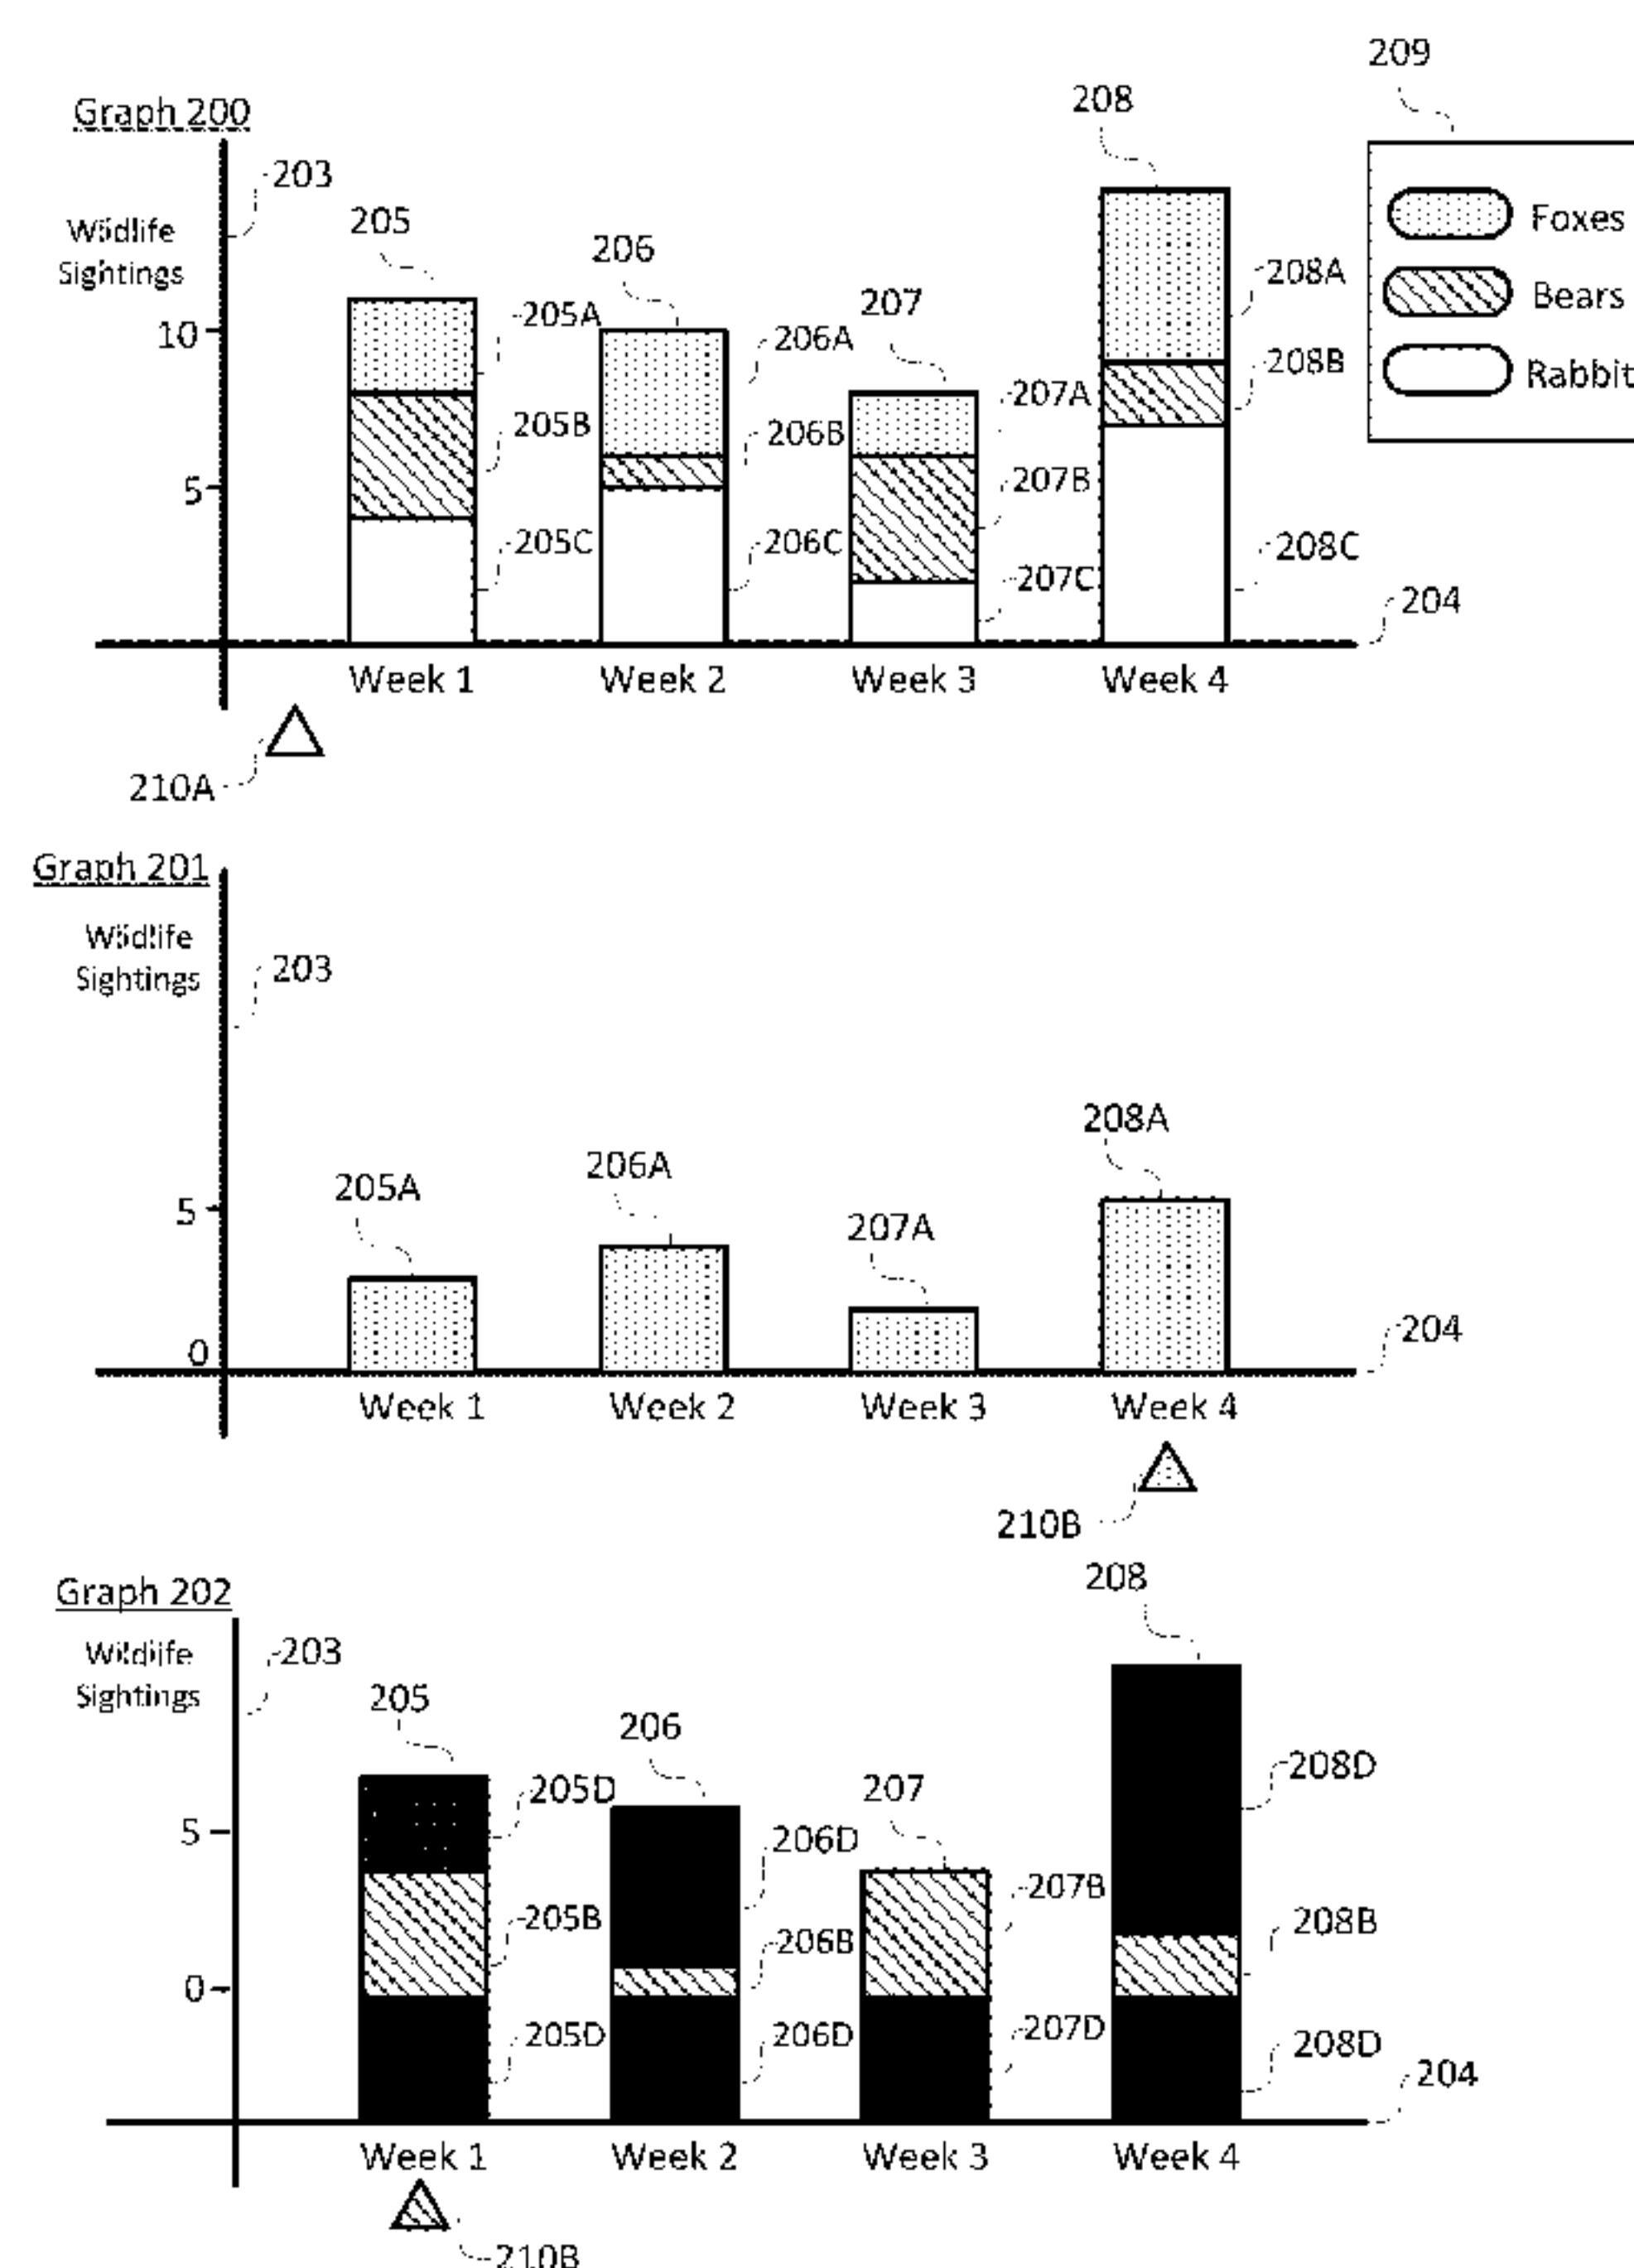 209
Graph 200
208
203
Wildlife
Sightings
205
206
207
Foxes
208A
10
205A
206A
Bears
208B
207A
Rabbit
205B
206B
5
207B
205C
206C
208C
207C
204
Week 1
Week 2
Week 3
Week 4
210A
Graph 201
Wildlife
Sightings
203
208A
206A
205A
5
207A
0
204
Week 1
Week 2
Week 3
Week 4
210B
208
Graph 202
Wildlife
Sightings
203
205
206
208D
205D
207
5
206D
207B
205B
208B
206B
0
205D
206D
207D
208D
204
Week 1
Week 2
Week 3
Week 4
210B